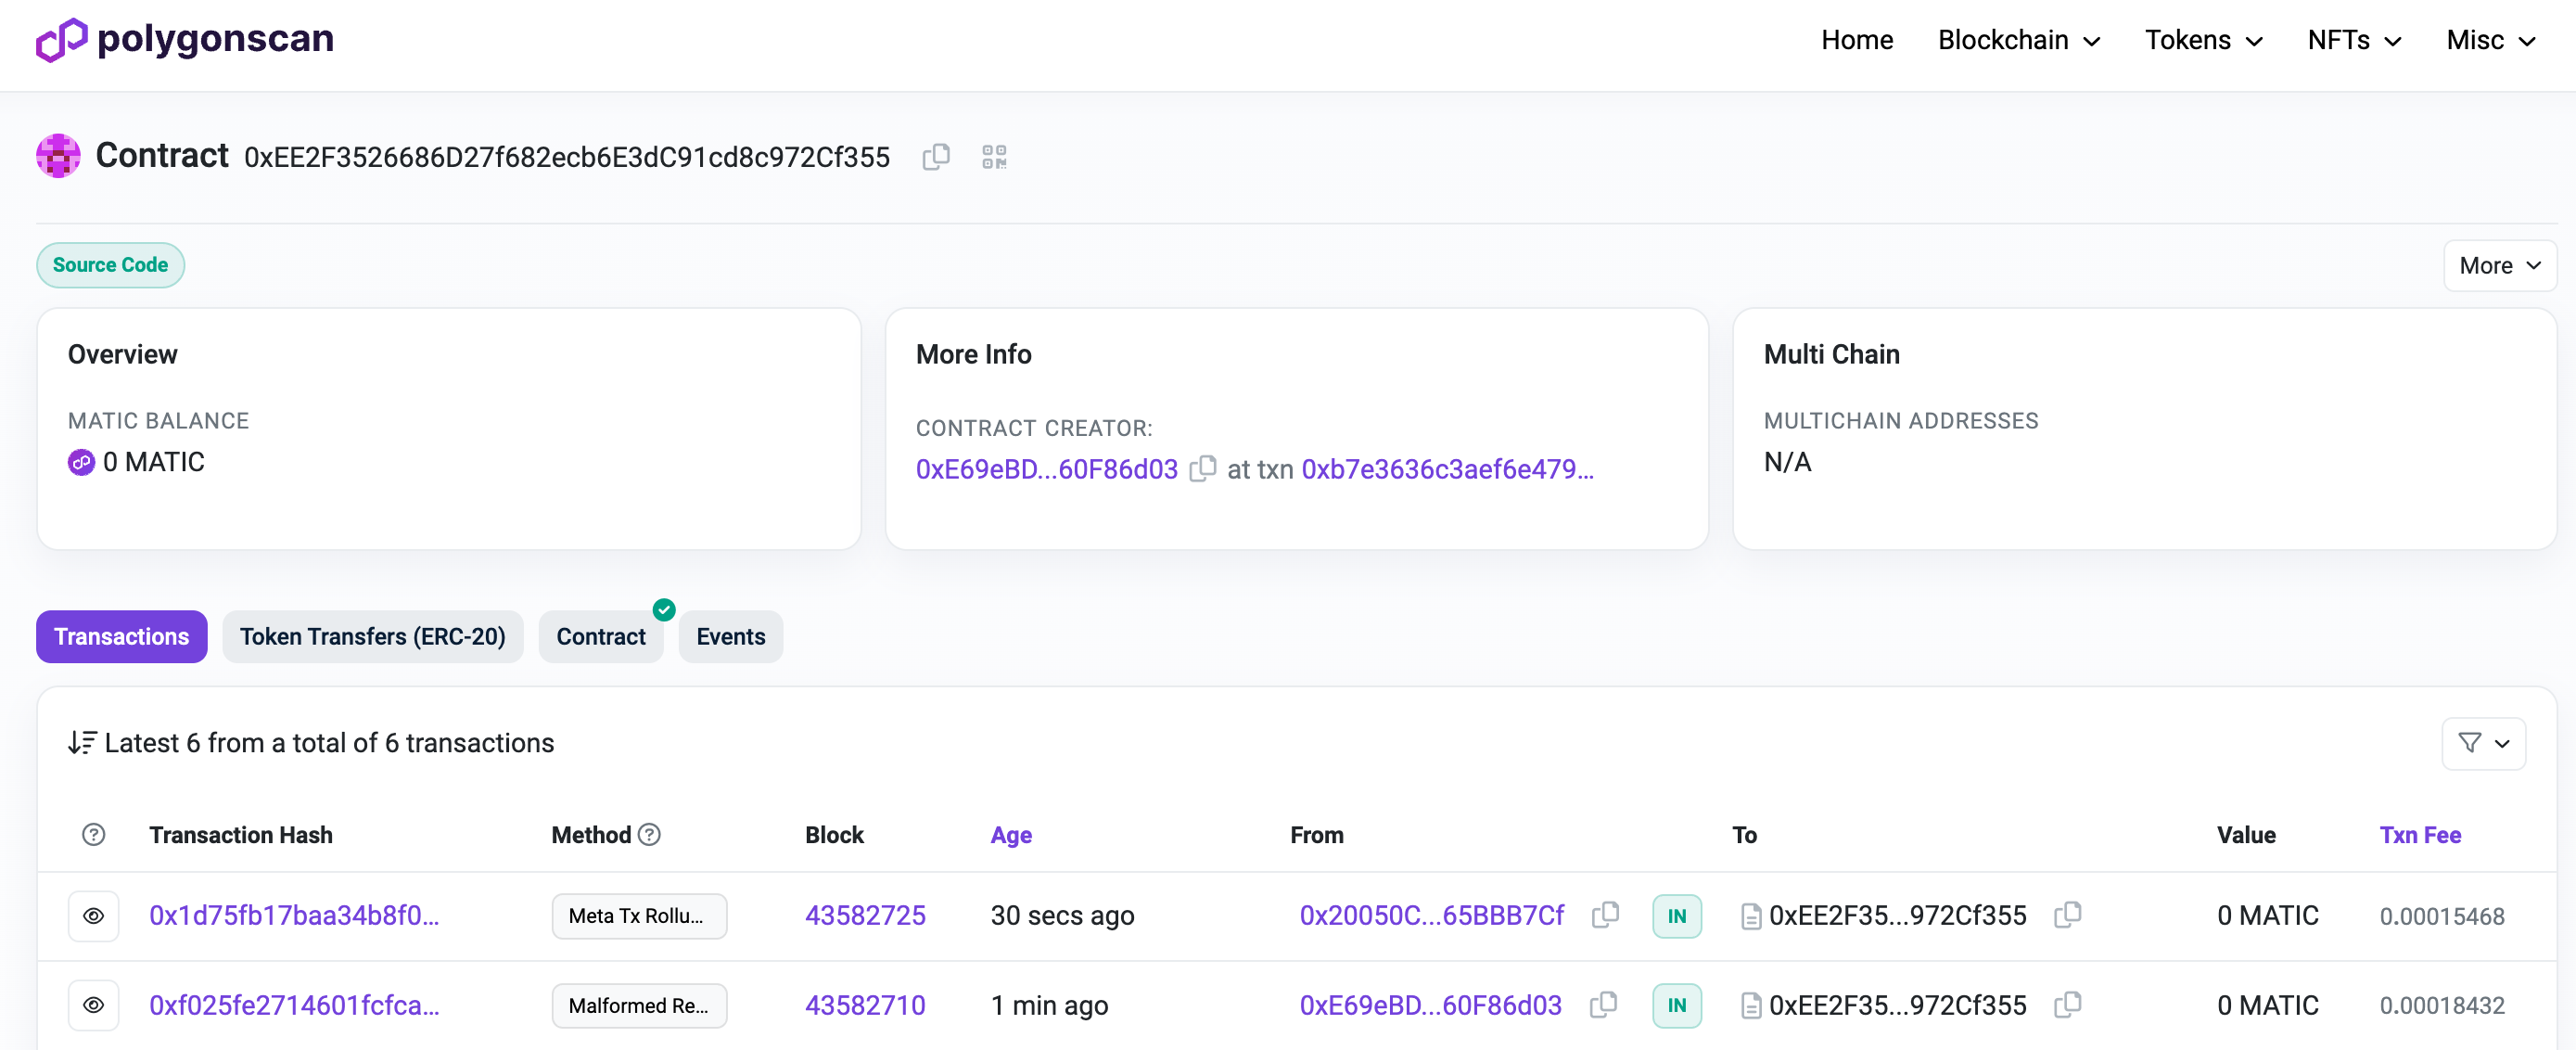 polygonscan
Home Blockchain Tokens NFTs Misc
Contract 0xEE2F3526686D27f682ecb6E3dC91cd8c972Cf355
Source Code
More
Overview
MATIC BALANCE
0 MATIC
More Info
CONTRACT CREATOR:
0xE69eBD...60F86d03 at txn 0xb7e3636c3aef6e479...
Multi Chain
MULTICHAIN ADDRESSES
N/A
Transactions Token Transfers (ERC-20) Contract Events
Latest 6 from a total of 6 transactions
? Transaction Hash Method ? Block Age From To Value Txn Fee
0x1d75fb17baa34b8f0... Meta Tx Rollu... 43582725 30 secs ago 0x20050C...65BBB7Cf IN 0xEE2F35...972Cf355 0 MATIC 0.00015468
0xf025fe2714601fcfca... Malformed Re... 43582710 1 min ago 0xE69eBD...60F86d03 IN 0xEE2F35...972Cf355 0 MATIC 0.00018432